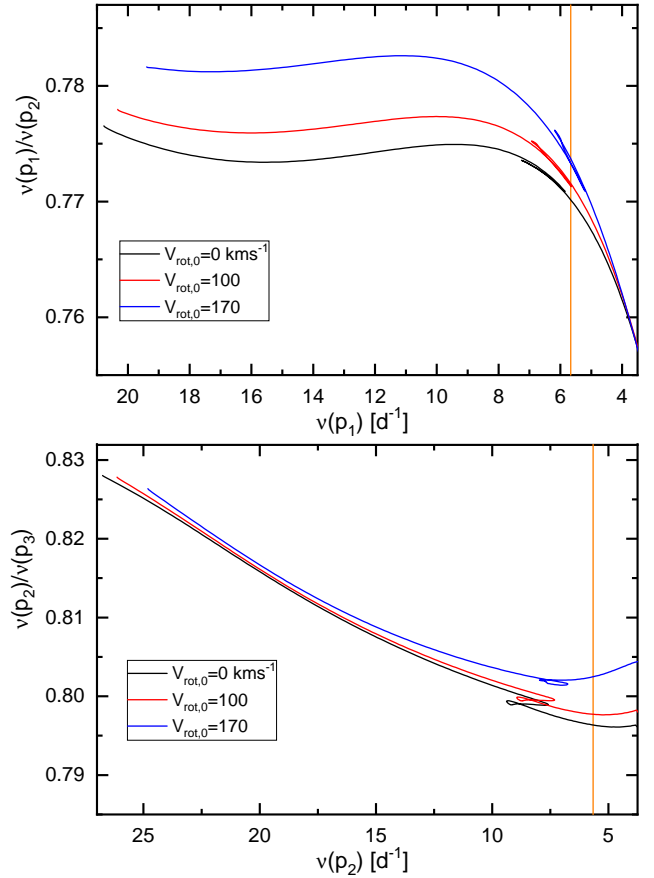 ν(p₁)/ν(p₂)
0.78
0.77
0.76
V_rot,0=0 kms⁻¹
V_rot,0=100
V_rot,0=170
20 18 16 14 12 10 8 6 4
ν(p₁) [d⁻¹]
ν(p₂)/ν(p₃)
0.83
0.82
0.81
0.80
0.79
V_rot,0=0 kms⁻¹
V_rot,0=100
V_rot,0=170
25 20 15 10 5
ν(p₂) [d⁻¹]